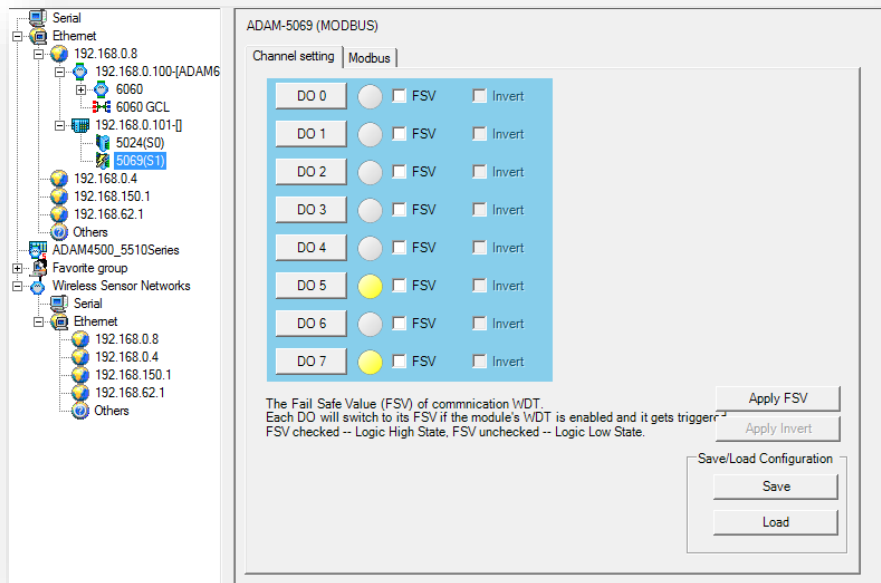 Serial
Ethernet
192.168.0.8
192.168.0.100-[ADAM6
6060
6060 GCL
192.168.0.101-[]
5024(S0)
5069(S1)
192.168.0.4
192.168.150.1
192.168.62.1
Others
ADAM4500_5510Series
Favorite group
Wireless Sensor Networks
Serial
Ethernet
192.168.0.8
192.168.0.4
192.168.150.1
192.168.62.1
Others
ADAM-5069 (MODBUS)
Channel setting Modbus
DO 0 FSV Invert
DO 1 FSV Invert
DO 2 FSV Invert
DO 3 FSV Invert
DO 4 FSV Invert
DO 5 FSV Invert
DO 6 FSV Invert
DO 7 FSV Invert
The Fail Safe Value (FSV) of commnication WDT.
Each DO will switch to its FSV if the module's WDT is enabled and it gets triggered
FSV checked -- Logic High State, FSV unchecked -- Logic Low State.
Apply FSV
Apply Invert
Save/Load Configuration
Save
Load